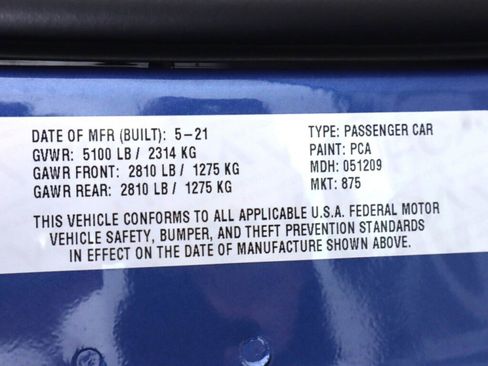 DATE OF MFR (BUILT): 5-21
GVWR: 5100 LB / 2314 KG
GAWR FRONT: 2810 LB / 1275 KG
GAWR REAR: 2810 LB / 1275 KG
TYPE: PASSENGER CAR
PAINT: PCA
MDH: 051209
MKT: 875
THIS VEHICLE CONFORMS TO ALL APPLICABLE U.S.A. FEDERAL MOTOR
VEHICLE SAFETY, BUMPER, AND THEFT PREVENTION STANDARDS
IN EFFECT ON THE DATE OF MANUFACTURE SHOWN ABOVE.